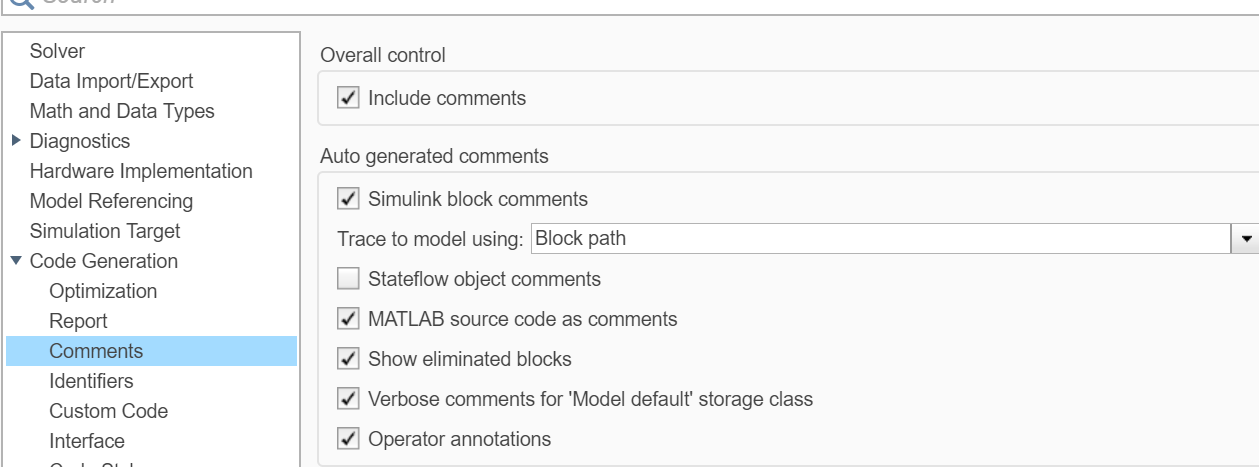 Search
Solver
Data Import/Export
Math and Data Types
Diagnostics
Hardware Implementation
Model Referencing
Simulation Target
Code Generation
Optimization
Report
Comments
Identifiers
Custom Code
Interface
Overall control
Include comments
Auto generated comments
Simulink block comments
Trace to model using: Block path
Stateflow object comments
MATLAB source code as comments
Show eliminated blocks
Verbose comments for 'Model default' storage class
Operator annotations